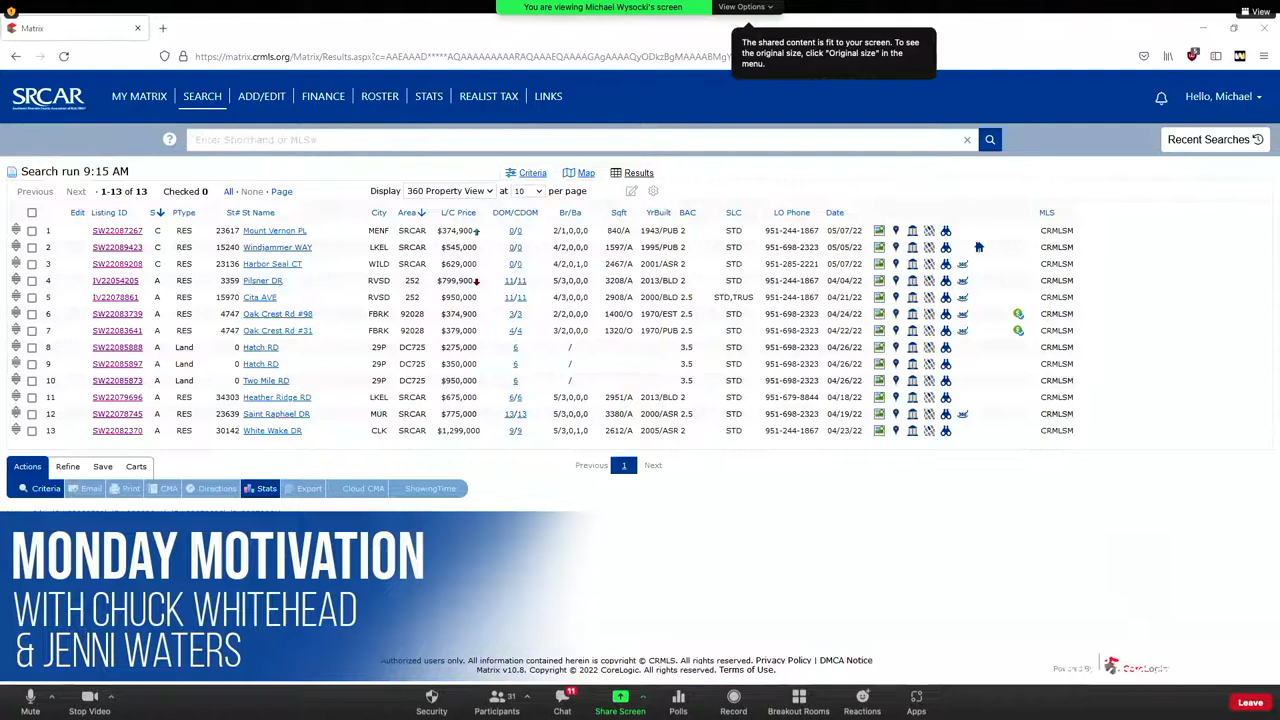 You are viewing Michael Wysocki's screen View Options
View
Matrix
The shared content is fit to your screen. To see
the original size, click "Original size" in the
menu.
SRCAR MY MATRIX SEARCH ADD/EDIT FINANCE ROSTER STATS REALIST TAX LINKS Hello, Michael
Enter Shorthand or MLS# Recent Searches
Search run 9:15 AM Criteria Map Results
Previous Next · 1-13 of 13 Checked 0 All · None · Page Display 360 Property View at 10 per page
Edit Listing ID S PType St# St Name City Area L/C Price DOM/CDOM Br/Ba Sqft YrBuilt BAC SLC LO Phone Date MLS
1 SW22087267 C RES 23617 Mount Vernon PL MENF SRCAR $374,900 0/0 2/1,0,0,0 840/A 1943/PUB 2 STD 951-244-1867 05/07/22 CRMLSM
2 SW22089423 C RES 15240 Windjammer WAY LKEL SRCAR $545,000 0/0 4/2,0,0,0 1597/A 1995/PUB 2 STD 951-698-2323 05/05/22 CRMLSM
3 SW22089208 C RES 23136 Harbor Seal CT WILD SRCAR $629,000 0/0 4/2,0,0,1 2467/A 2001/ASR 2 STD 951-285-2221 05/07/22 CRMLSM
4 IV22054205 A RES 3359 Pilsner DR RVSD 252 $799,900 11/11 5/4,0,0,0 3208/A 2013/BLD 2 STD 951-244-1867 04/05/22 CRMLSM
5 IV22078861 A RES 15970 Cita AVE RVSD 252 $950,000 11/11 4/3,0,0,0 2908/A 2000/BLD 2.5 STD,TRUS 951-244-1867 04/21/22 CRMLSM
6 SW22083739 A RES 4747 Oak Crest Rd #98 FBRK 92028 $374,900 3/3 2/2,0,0,0 1400/O 1970/EST 2.5 STD 951-698-2323 04/27/22 CRMLSM
7 SW22083641 A RES 4747 Oak Crest Rd #31 FBRK 92028 $379,000 4/4 2/2,0,0,0 1320/O 1970/PUB 2.5 STD 951-698-2323 04/22/22 CRMLSM
8 SW22085888 A Land 0 Hatch RD 29P DC725 $275,000 6 / 3.5 STD 951-698-2323 04/26/22 CRMLSM
9 SW22085897 A Land 0 Hatch RD 29P DC725 $350,000 6 / 3.5 STD 951-698-2323 04/26/22 CRMLSM
10 SW22085873 A Land 0 Two Mile RD 29P DC725 $950,000 6 / 3.5 STD 951-698-2323 04/26/22 CRMLSM
11 SW22079696 A RES 34303 Heather Ridge RD LKEL SRCAR $775,000 6/6 5/3,0,0,0 2951/A 2013/BLD 2 STD 951-679-8844 04/18/22 CRMLSM
12 SW22078745 A RES 23639 Saint Raphael DR MUR SRCAR $775,000 13/13 5/3,0,0,0 3380/A 2000/ASR 2.5 STD 951-698-2323 04/19/22 CRMLSM
13 SW22082370 A RES 30142 White Wake DR CLK SRCAR $1,299,000 9/9 5/3,0,1,0 2612/A 2005/ASR 2 STD 951-244-1867 04/23/22 CRMLSM
Actions Refine Save Carts Previous 1 Next
Criteria Email Print CMA Directions Stats Export Cloud CMA ShowingTime
MONDAY MOTIVATION
WITH CHUCK WHITEHEAD
& JENNI WATERS
Authorized users only. All information contained herein is copyright © CRMLS. All rights reserved. Privacy Policy | DMCA Notice
Matrix v10.8. Copyright © 2022 CoreLogic. All rights reserved. Terms of Use.
Powered By CoreLogic
Mute Stop Video Security Participants 31 Chat 11 Share Screen Polls Record Breakout Rooms Reactions Apps Leave